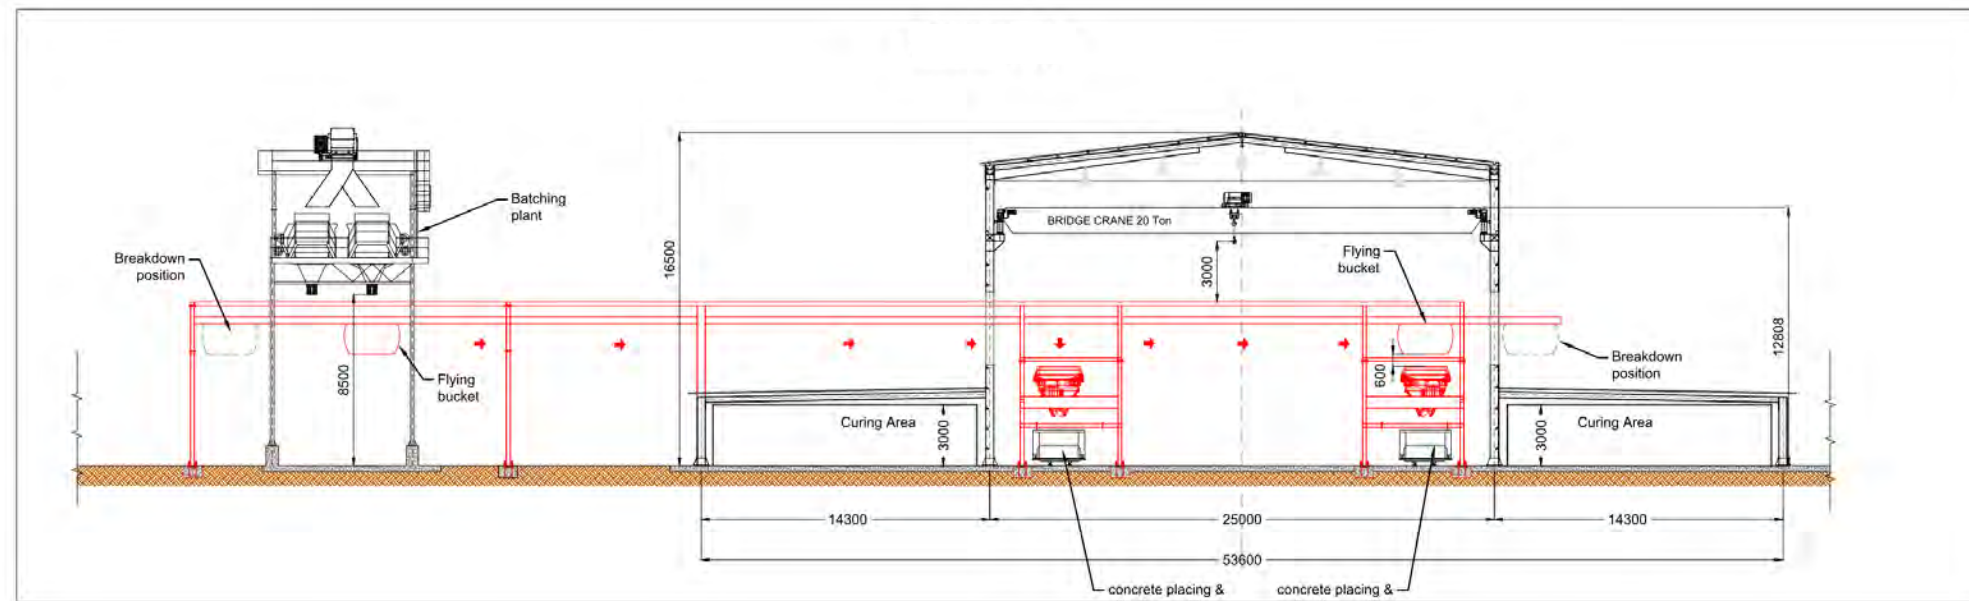 Batching
plant
Breakdown
position
Flying
bucket
8500
16500
BRIDGE CRANE 20 Ton
3000
Flying
bucket
12808
600
Breakdown
position
Curing Area
3000
Curing Area
3000
14300
25000
14300
53600
concrete placing &
concrete placing &